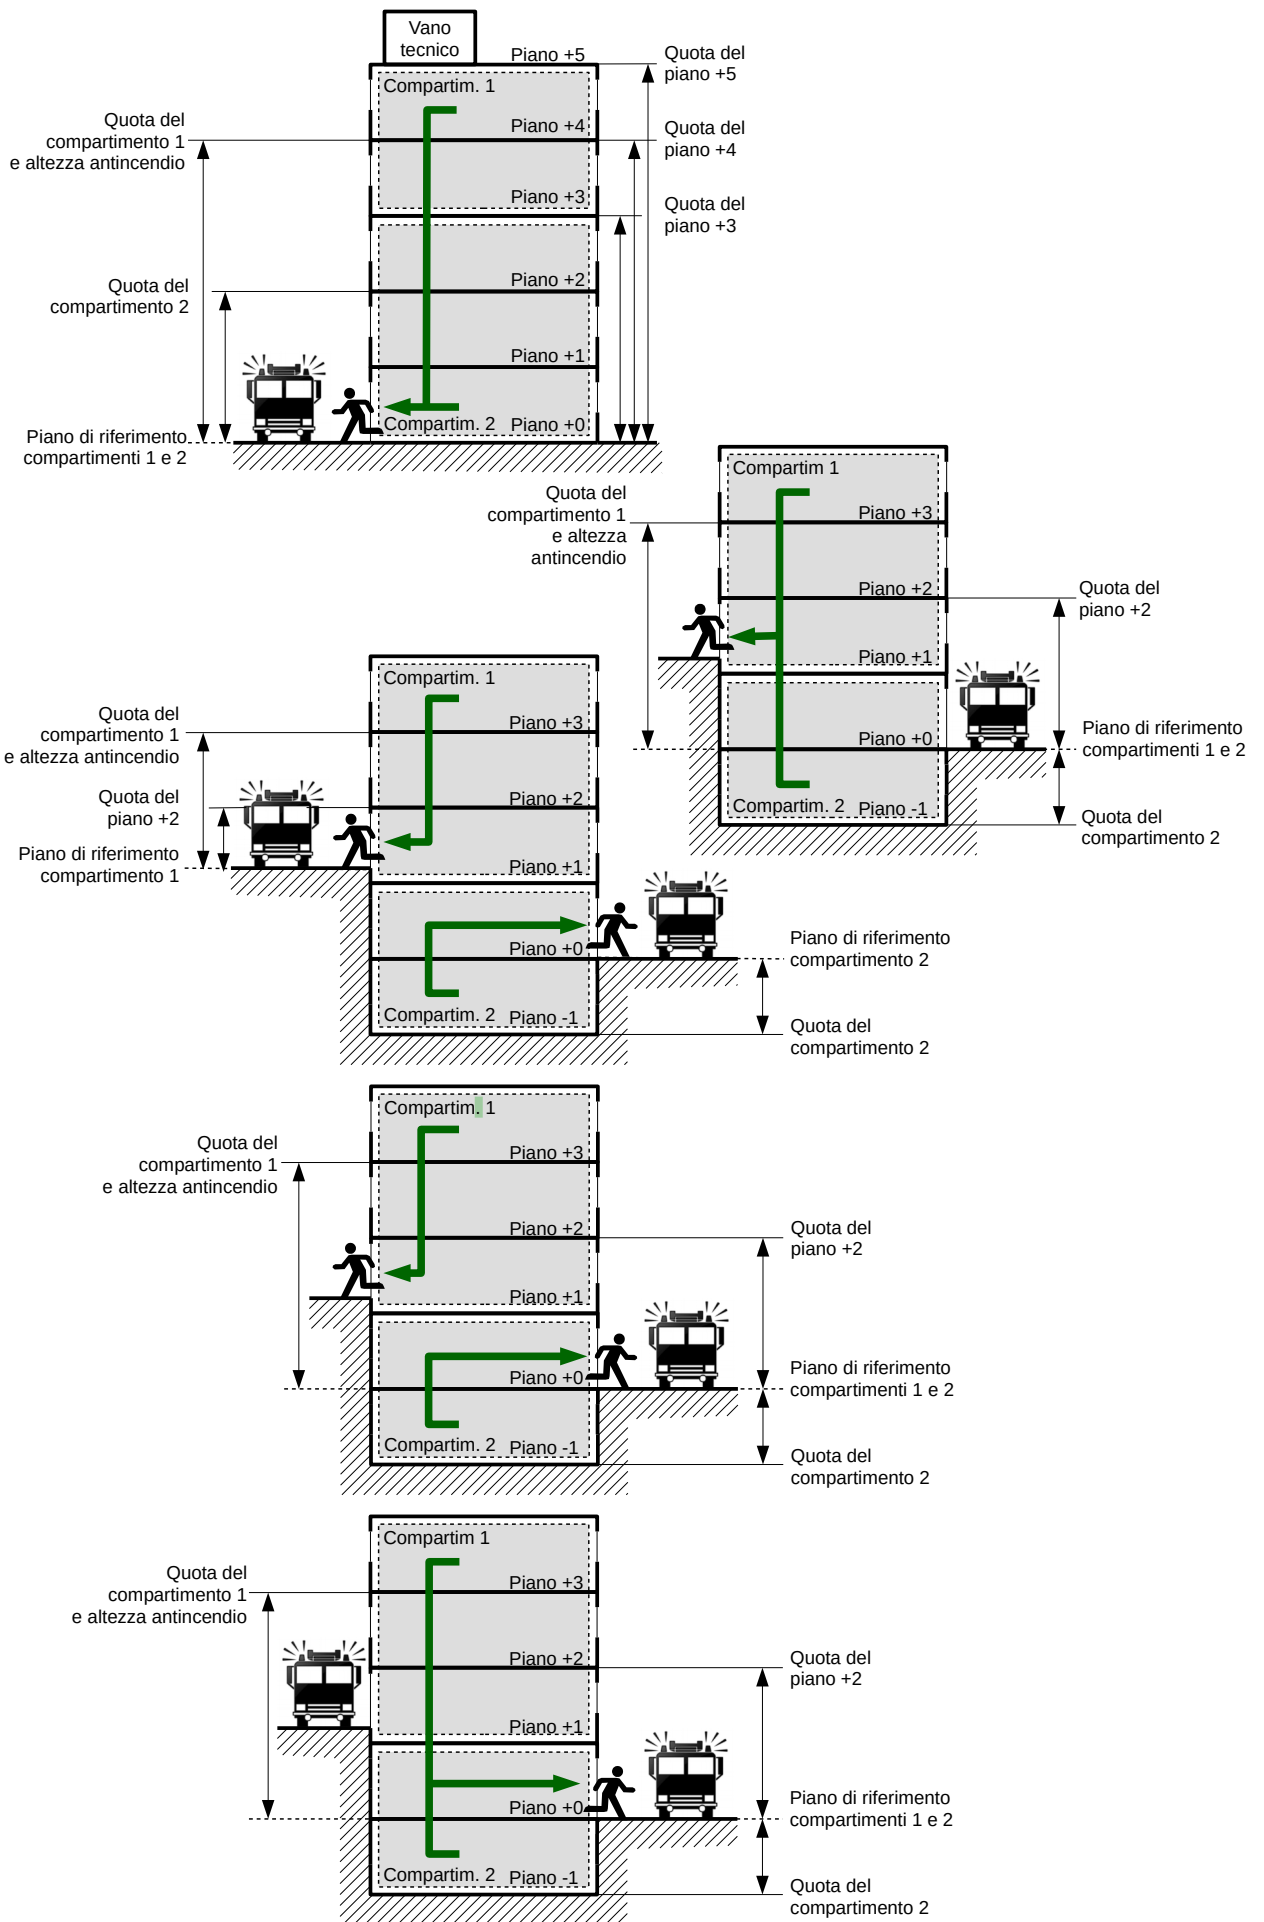 Vano
tecnico
Piano +5
Quota del
piano +5
Compartim. 1
Quota del
compartimento 1
e altezza antincendio
Piano +4
Quota del
piano +4
Piano +3
Quota del
piano +3
Quota del
compartimento 2
Piano +2
Piano +1
Compartim. 2
Piano +0
Piano di riferimento
compartimenti 1 e 2
Compartim 1
Quota del
compartimento 1
e altezza
antincendio
Piano +3
Piano +2
Quota del
piano +2
Piano +1
Piano +0
Piano di riferimento
compartimenti 1 e 2
Compartim. 2
Piano -1
Quota del
compartimento 2
Compartim. 1
Quota del
compartimento 1
e altezza antincendio
Piano +3
Quota del
piano +2
Piano +2
Piano di riferimento
compartimento 1
Piano +1
Piano +0
Piano di riferimento
compartimento 2
Compartim. 2
Piano -1
Quota del
compartimento 2
Compartim. 1
Quota del
compartimento 1
e altezza antincendio
Piano +3
Piano +2
Quota del
piano +2
Piano +1
Piano +0
Piano di riferimento
compartimenti 1 e 2
Compartim. 2
Piano -1
Quota del
compartimento 2
Compartim 1
Quota del
compartimento 1
e altezza antincendio
Piano +3
Piano +2
Quota del
piano +2
Piano +1
Piano +0
Piano di riferimento
compartimenti 1 e 2
Compartim. 2
Piano -1
Quota del
compartimento 2